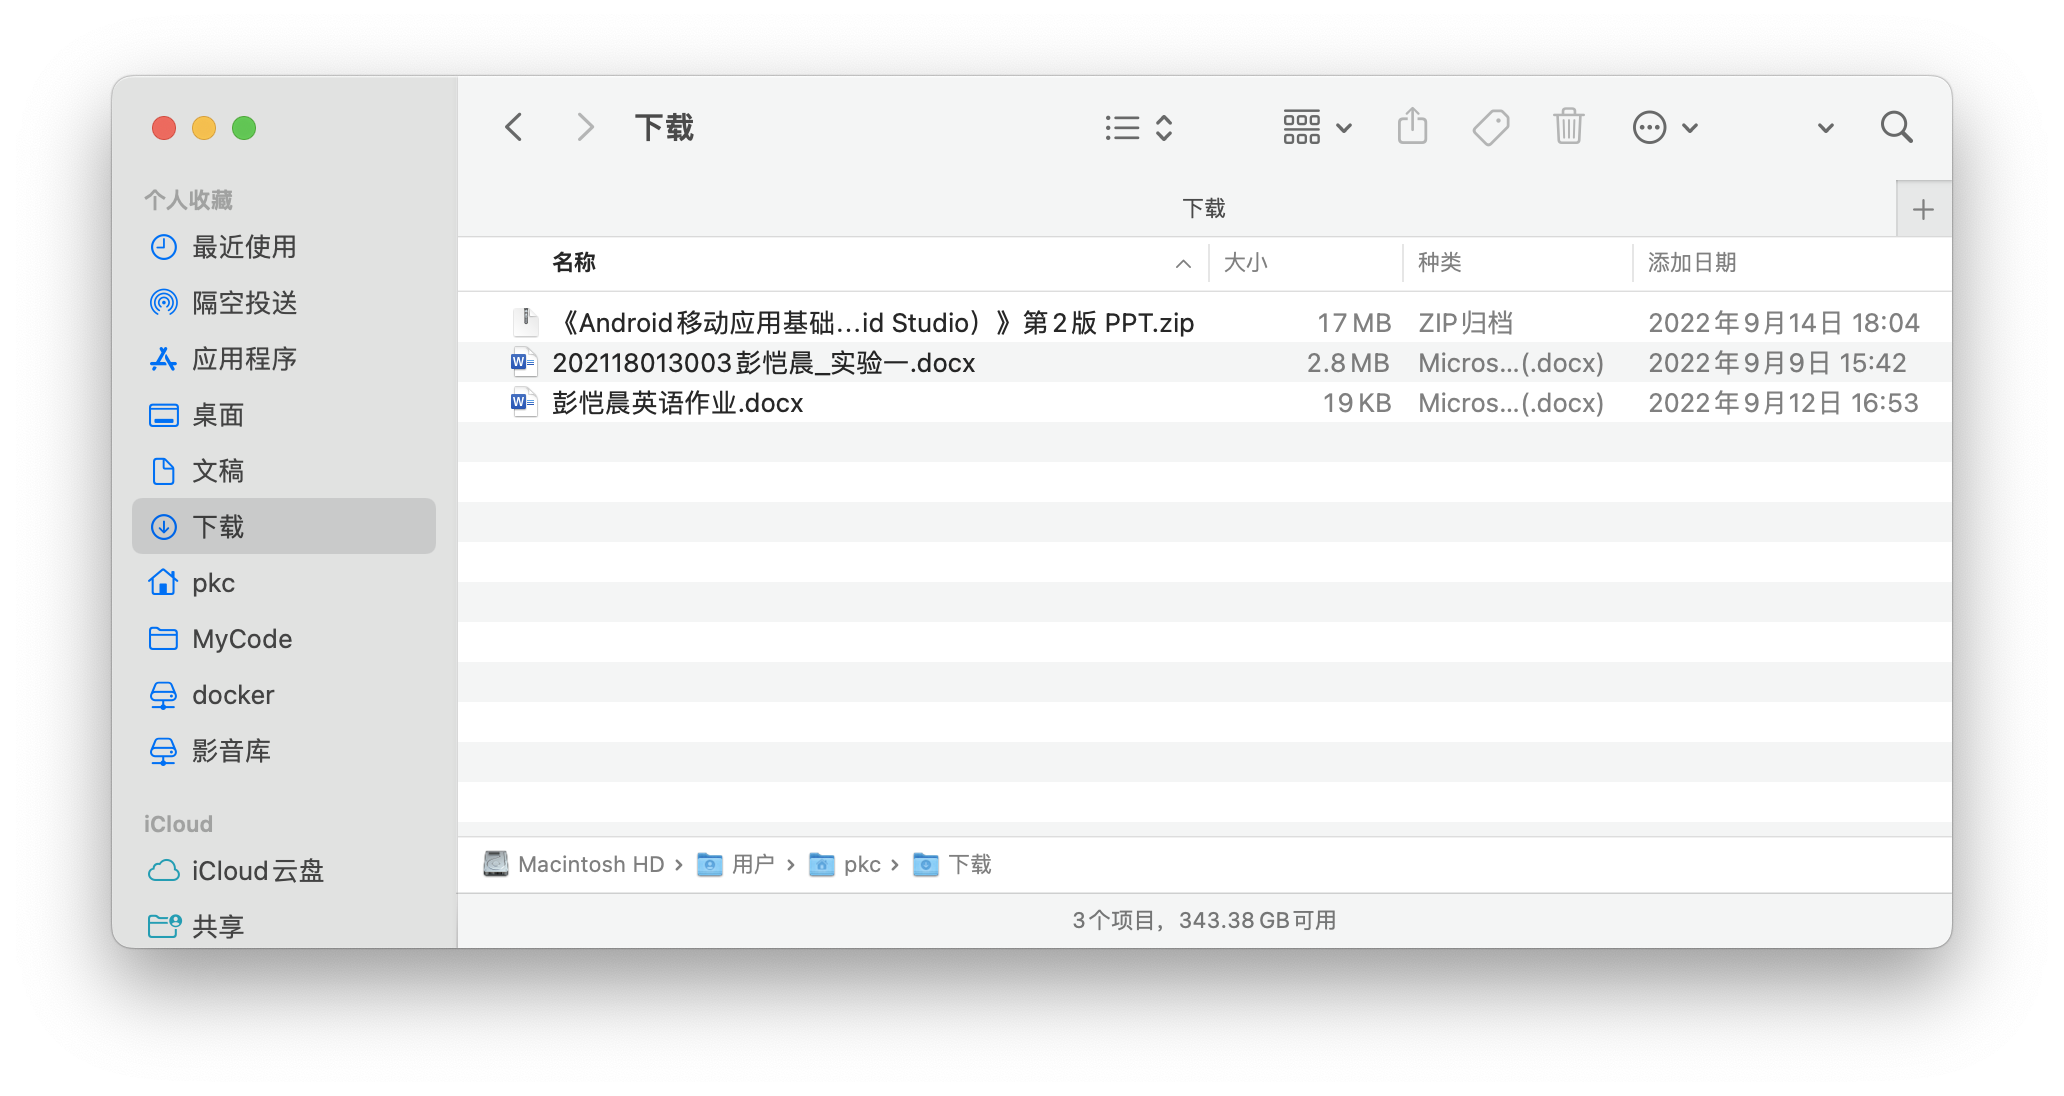 下载
下载
个人收藏
最近使用
隔空投送
应用程序
桌面
文稿
下载
pkc
MyCode
docker
影音库
iCloud
iCloud云盘
共享
名称 大小 种类 添加日期
《Android移动应用基础...id Studio）》第2版 PPT.zip 17 MB ZIP归档 2022年9月14日 18:04
202118013003彭恺晨_实验一.docx 2.8 MB Micros...(.docx) 2022年9月9日 15:42
彭恺晨英语作业.docx 19 KB Micros...(.docx) 2022年9月12日 16:53
Macintosh HD › 用户 › pkc › 下载
3个项目，343.38 GB可用